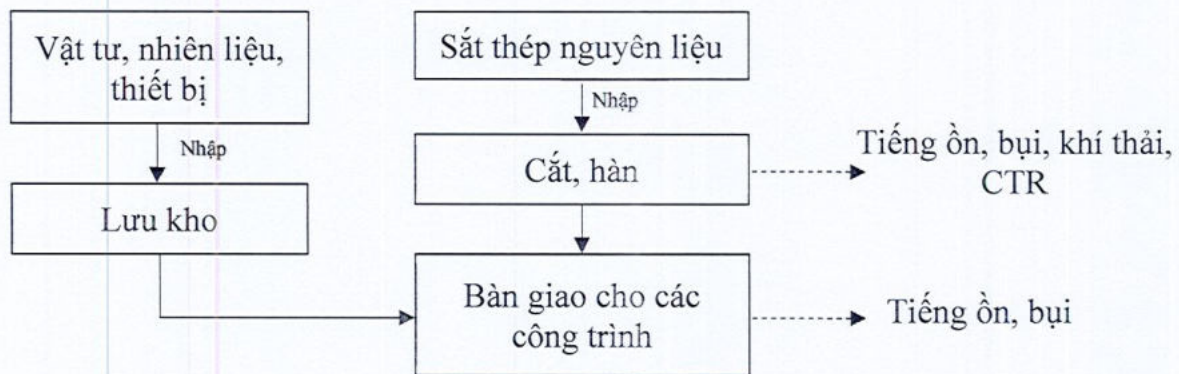 Vật tư, nhiên liệu,
thiết bị
Sắt thép nguyên liệu
Nhập
Nhập
Cắt, hàn
Tiếng ồn, bụi, khí thải,
CTR
Lưu kho
Bàn giao cho các
công trình
Tiếng ồn, bụi